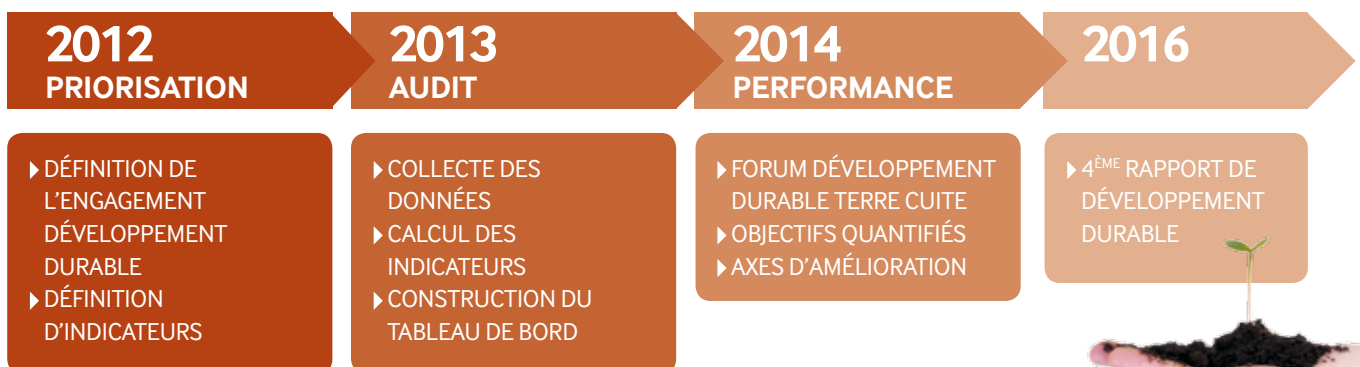 2012
PRIORISATION
▸ DÉFINITION DE
L’ENGAGEMENT
DÉVELOPPEMENT
DURABLE
▸ DÉFINITION
D’INDICATEURS
2013
AUDIT
▸ COLLECTE DES
DONNÉES
▸ CALCUL DES
INDICATEURS
▸ CONSTRUCTION DU
TABLEAU DE BORD
2014
PERFORMANCE
▸ FORUM DÉVELOPPEMENT
DURABLE TERRE CUITE
▸ OBJECTIFS QUANTIFIÉS
▸ AXES D’AMÉLIORATION
2016
▸ 4ÈME RAPPORT DE
DÉVELOPPEMENT
DURABLE